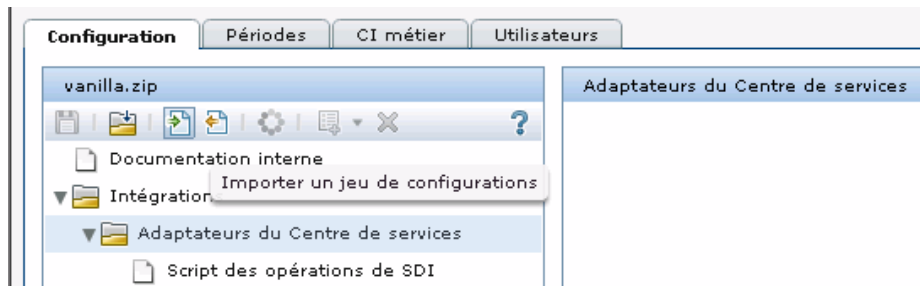 Configuration Périodes CI métier Utilisateurs
vanilla.zip Adaptateurs du Centre de services
?
Documentation interne
Importer un jeu de configurations
Intégration
Adaptateurs du Centre de services
Script des opérations de SDI